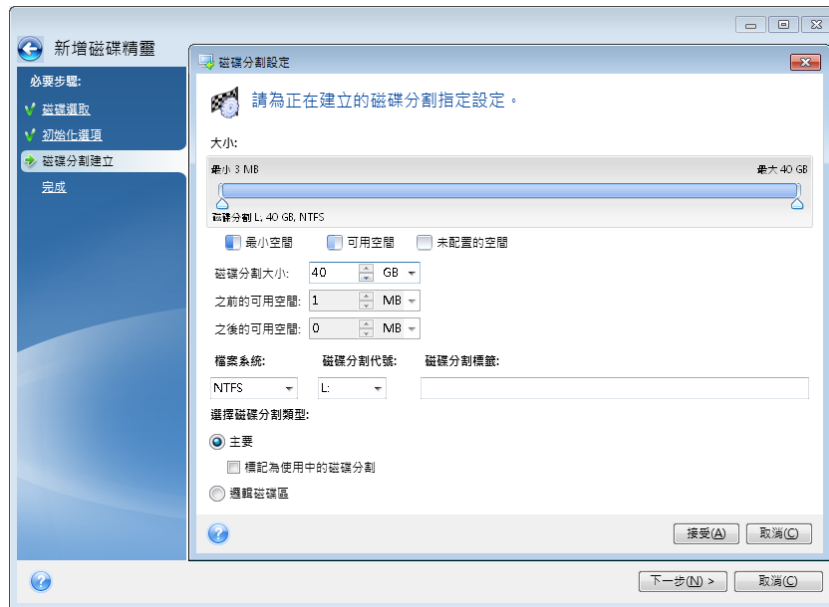 新增磁碟精靈
必要步驟:
磁碟選取
初始化選項
磁碟分割建立
完成
磁碟分割設定
請為正在建立的磁碟分割指定設定。
大小:
最小 3 MB 最大 40 GB
磁碟分割 L:, 40 GB, NTFS
最小空間 可用空間 未配置的空間
磁碟分割大小: 40 GB
之前的可用空間: 1 MB
之後的可用空間: 0 MB
檔案系統: 磁碟分割代號: 磁碟分割標籤:
NTFS L:
選擇磁碟分割類型:
主要
標記為使用中的磁碟分割
邏輯磁碟區
接受(A) 取消(C)
下一步(N) > 取消(C)